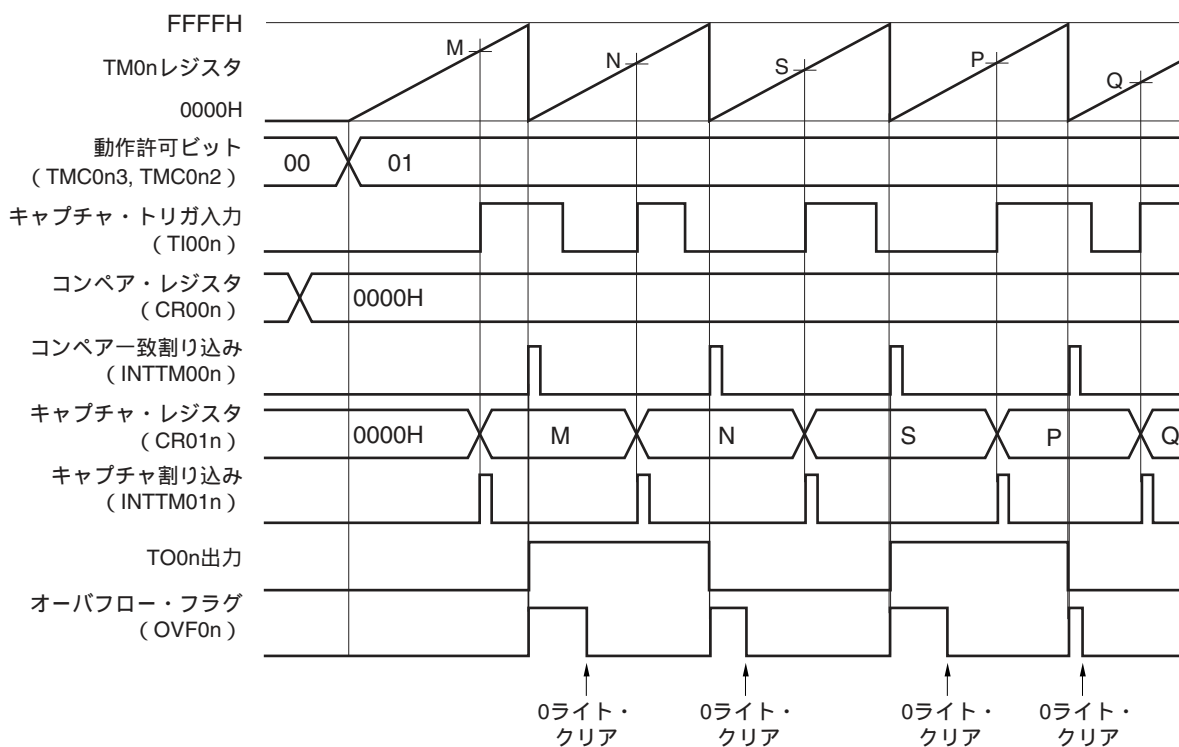 FFFFH
TM0nレジスタ
0000H
M
N
S
P
Q
動作許可ビット
(TMC0n3, TMC0n2)
00
01
キャプチャ・トリガ入力
(TI00n)
コンペア・レジスタ
(CR00n)
0000H
コンペア一致割り込み
(INTTM00n)
キャプチャ・レジスタ
(CR01n)
0000H
M
N
S
P
Q
キャプチャ割り込み
(INTTM01n)
TO0n出力
オーバフロー・フラグ
(OVF0n)
0ライト・
クリア
0ライト・
クリア
0ライト・
クリア
0ライト・
クリア